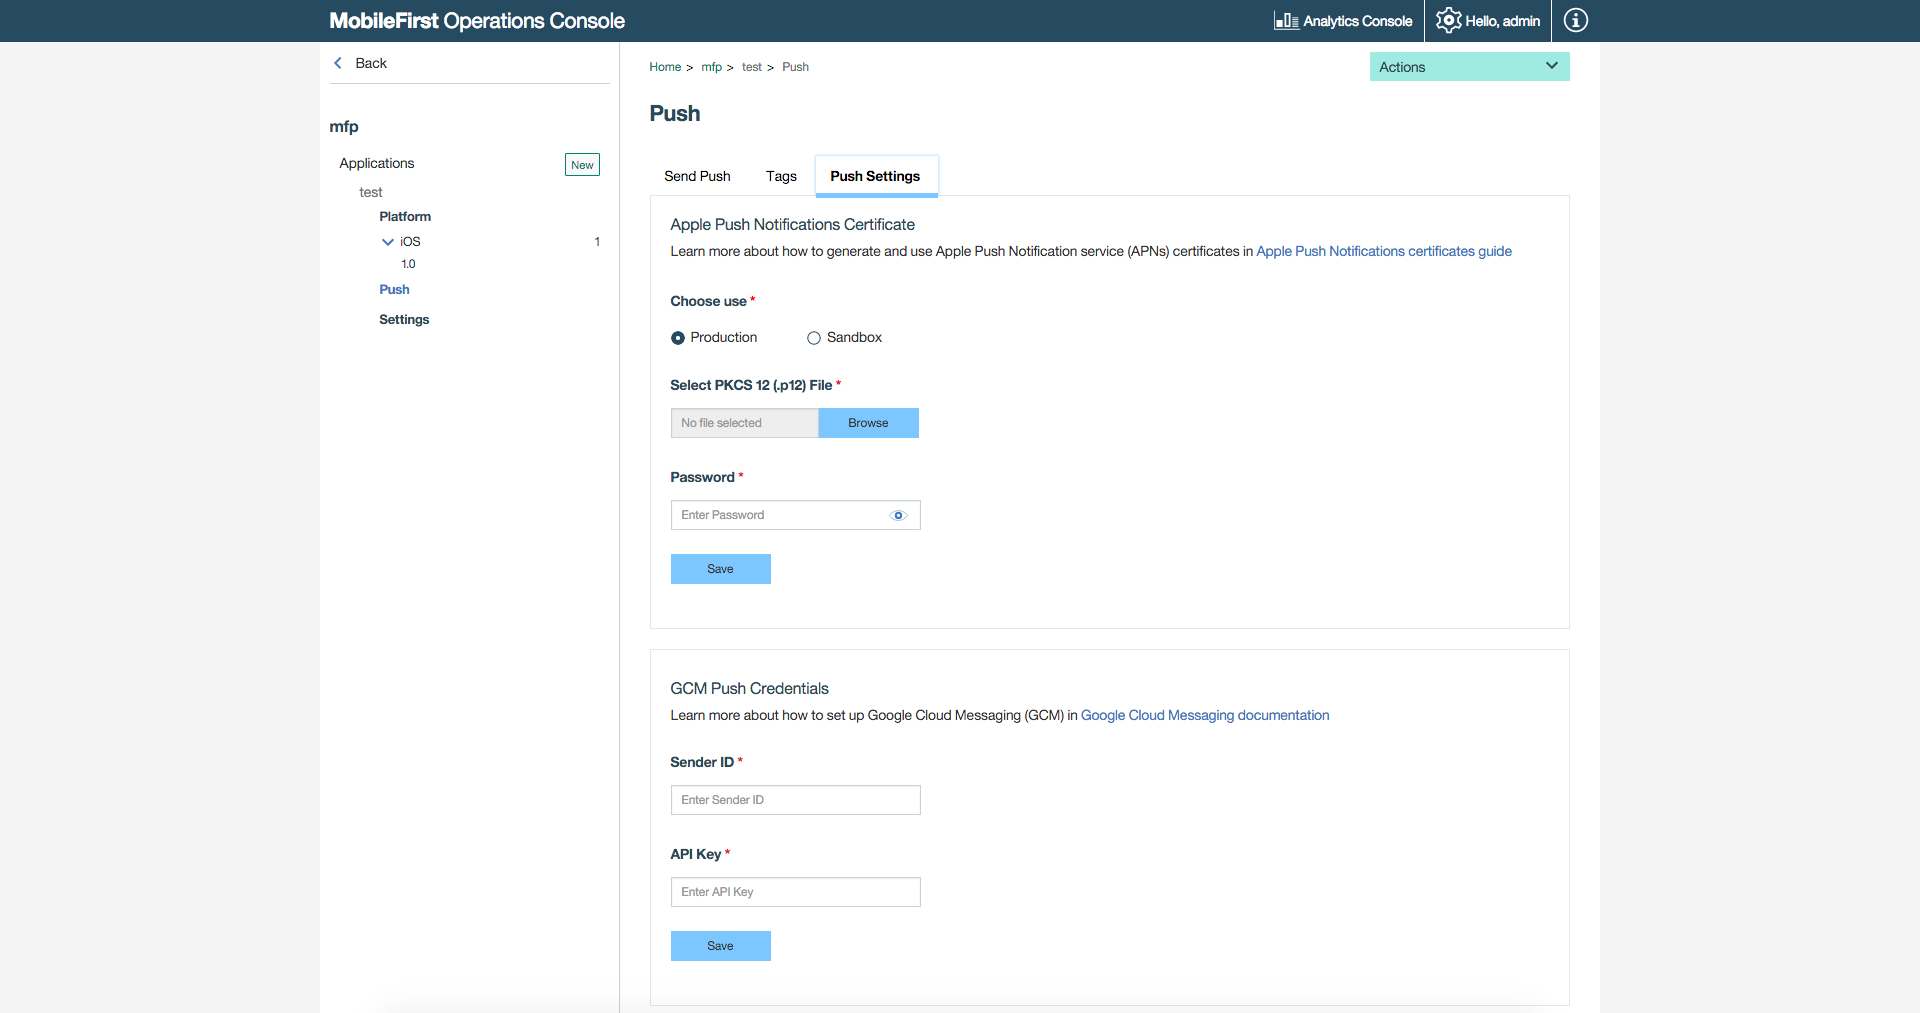 MobileFirst Operations Console
Analytics Console
Hello, admin
Back
mfp
Applications
New
test
Platform
iOS
1
1.0
Push
Settings
Home > mfp > test > Push
Actions
Push
Send Push
Tags
Push Settings
Apple Push Notifications Certificate
Learn more about how to generate and use Apple Push Notification service (APNs) certificates in Apple Push Notifications certificates guide
Choose use *
Production
Sandbox
Select PKCS 12 (.p12) File *
No file selected
Browse
Password *
Enter Password
Save
GCM Push Credentials
Learn more about how to set up Google Cloud Messaging (GCM) in Google Cloud Messaging documentation
Sender ID *
Enter Sender ID
API Key *
Enter API Key
Save